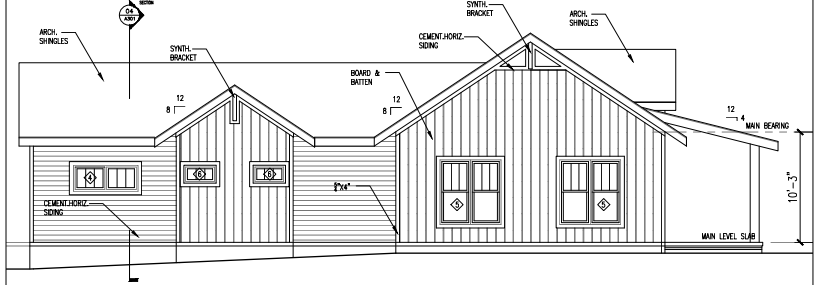 SECTION
04
A301
ARCH.
SHINGLES
SYNTH.
BRACKET
SYNTH.
BRACKET
CEMENT.HORIZ.
SIDING
ARCH.
SHINGLES
BOARD &
BATTEN
12
8
12
8
12
4
MAIN BEARING
4
6
6
5
5
10'-3"
CEMENT.HORIZ.
SIDING
MAIN LEVEL SLAB